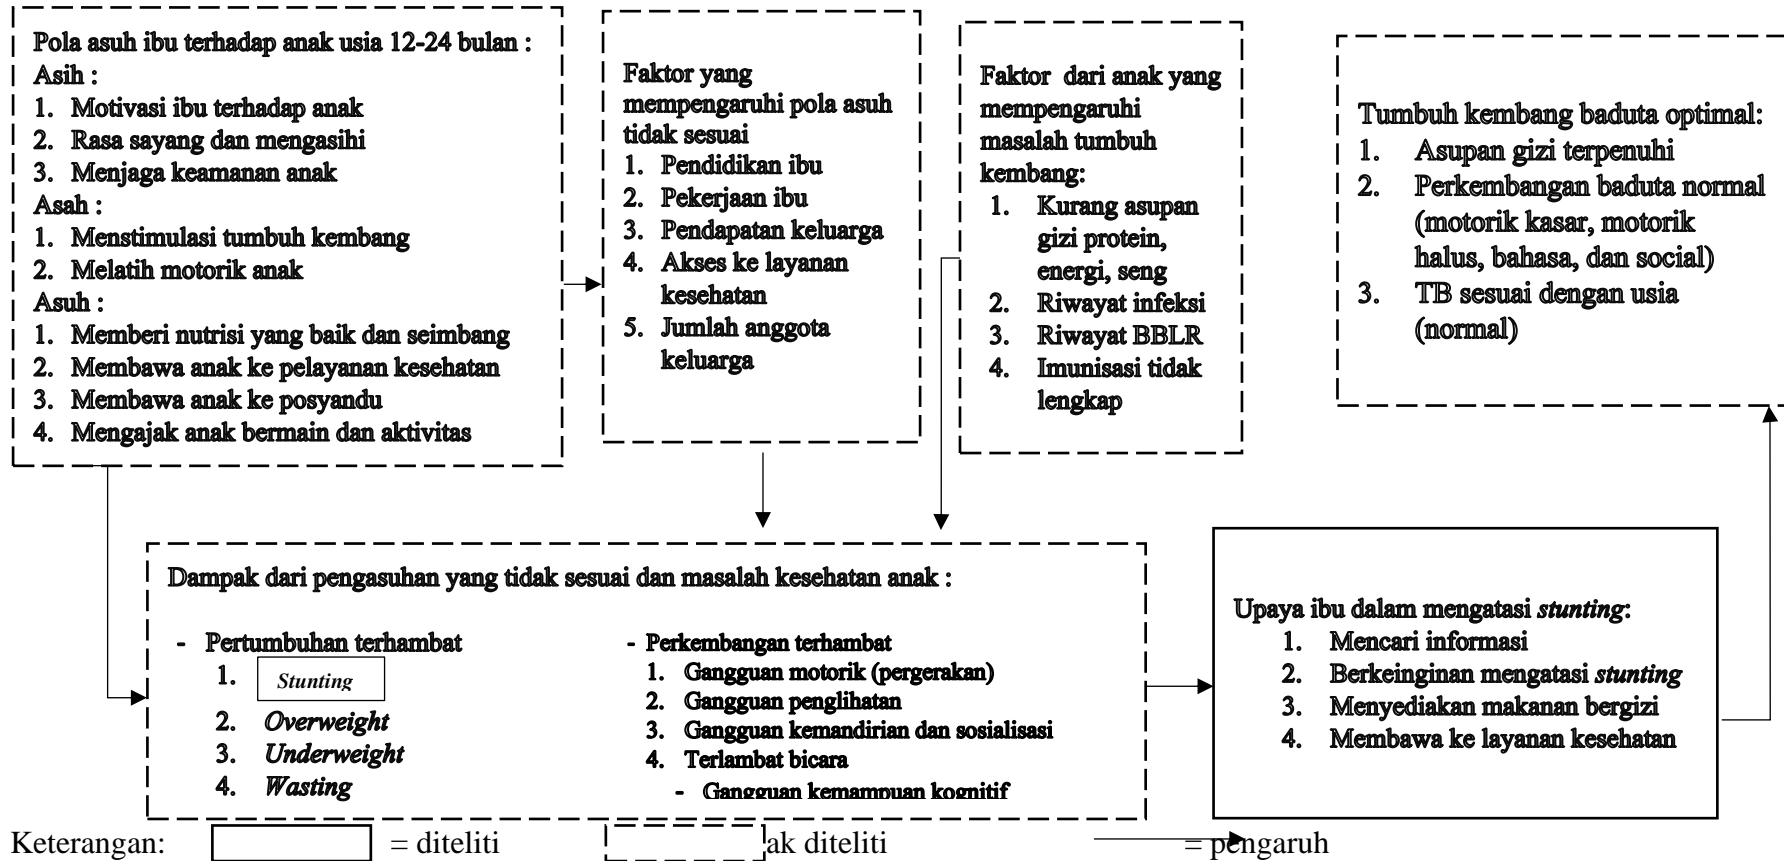 Pola asuh ibu terhadap anak usia 12-24 bulan :
Asih :
1. Motivasi ibu terhadap anak
2. Rasa sayang dan mengasihi
3. Menjaga keamanan anak
Asah :
1. Menstimulasi tumbuh kembang
2. Melatih motorik anak
Asuh :
1. Memberi nutrisi yang baik dan seimbang
2. Membawa anak ke pelayanan kesehatan
3. Membawa anak ke posyandu
4. Mengajak anak bermain dan aktivitas
Faktor yang
mempengaruhi pola asuh
tidak sesuai
1. Pendidikan ibu
2. Pekerjaan ibu
3. Pendapatan keluarga
4. Akses ke layanan
kesehatan
5. Jumlah anggota
keluarga
Faktor dari anak yang
mempengaruhi
masalah tumbuh
kembang:
1. Kurang asupan
gizi protein,
energi, seng
2. Riwayat infeksi
3. Riwayat BBLR
4. Imunisasi tidak
lengkap
Tumbuh kembang baduta optimal:
1. Asupan gizi terpenuhi
2. Perkembangan baduta normal
(motorik kasar, motorik
halus, bahasa, dan social)
3. TB sesuai dengan usia
(normal)
Dampak dari pengasuhan yang tidak sesuai dan masalah kesehatan anak :
- Pertumbuhan terhambat
1. Stunting
2. Overweight
3. Underweight
4. Wasting
- Perkembangan terhambat
1. Gangguan motorik (pergerakan)
2. Gangguan penglihatan
3. Gangguan kemandirian dan sosialisasi
4. Terlambat bicara
- Gangguan kemampuan kognitif
Upaya ibu dalam mengatasi stunting:
1. Mencari informasi
2. Berkeinginan mengatasi stunting
3. Menyediakan makanan bergizi
4. Membawa ke layanan kesehatan
Keterangan: = diteliti ak diteliti = pengaruh